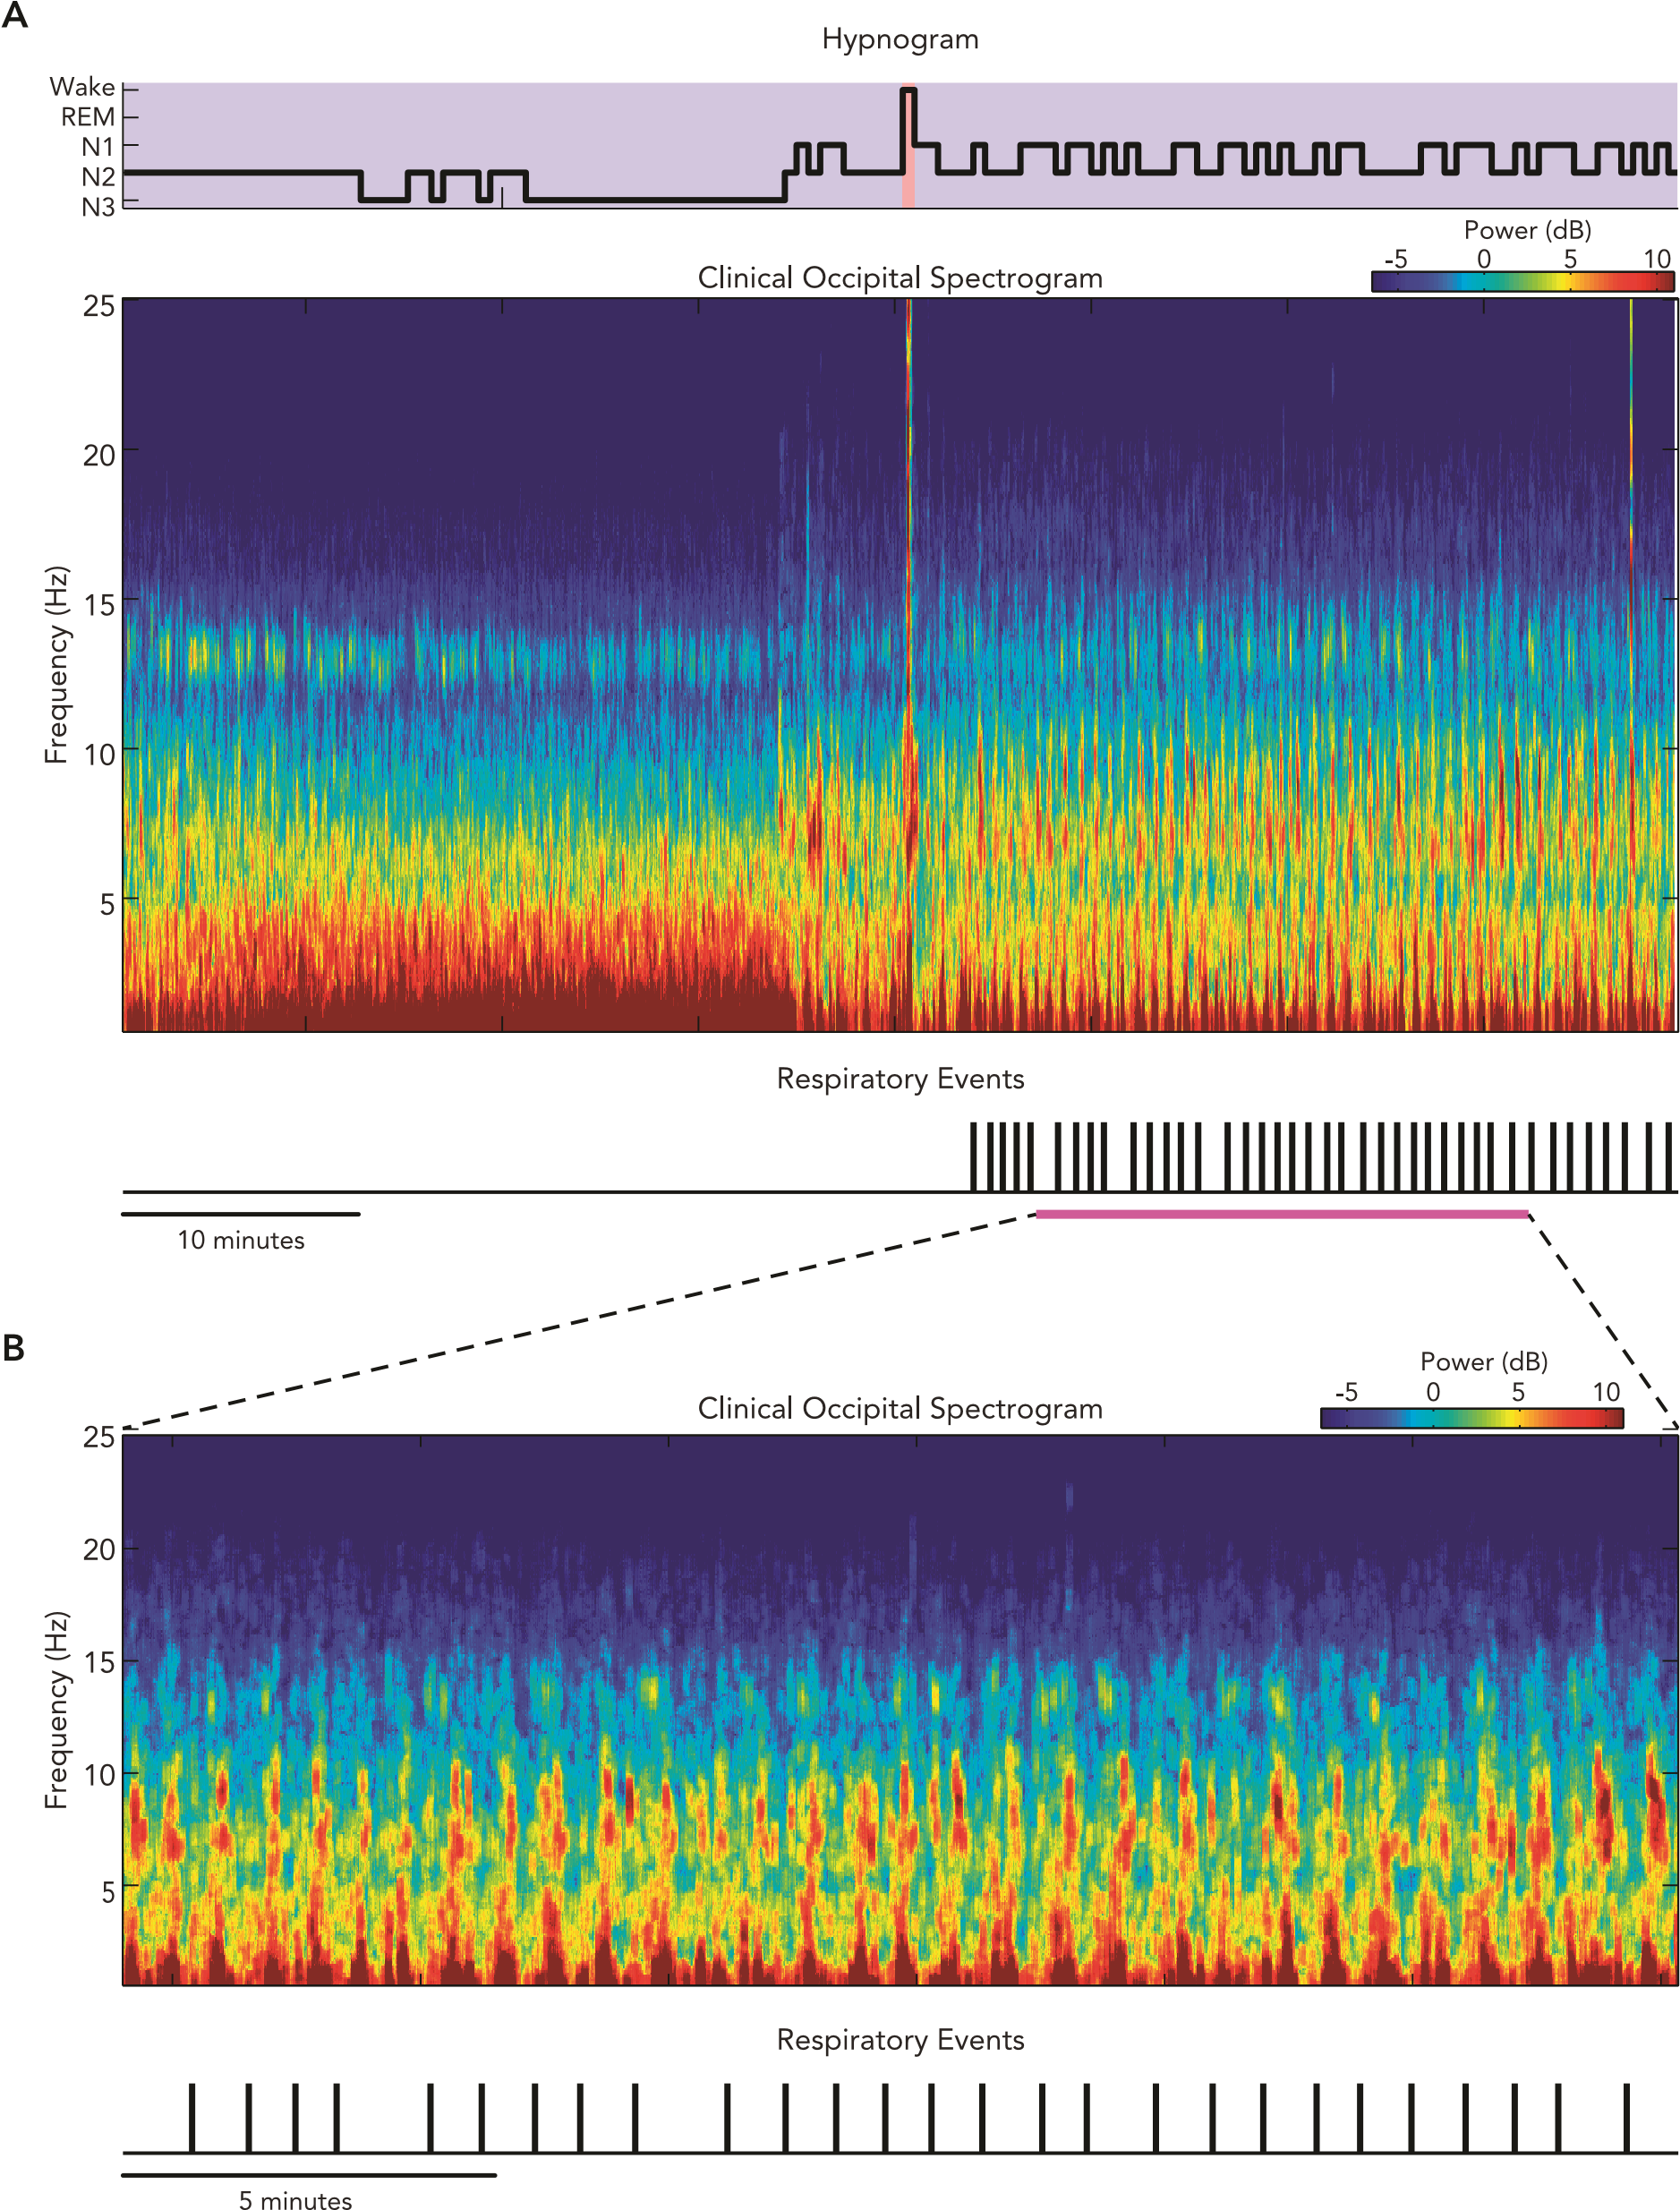 A
Hypnogram
Wake
REM
N1
N2
N3
Power (dB)
-5 0 5 10
Clinical Occipital Spectrogram
25
20
15
10
5
Frequency (Hz)
Respiratory Events
10 minutes
B
Power (dB)
-5 0 5 10
Clinical Occipital Spectrogram
25
20
15
10
5
Frequency (Hz)
Respiratory Events
5 minutes